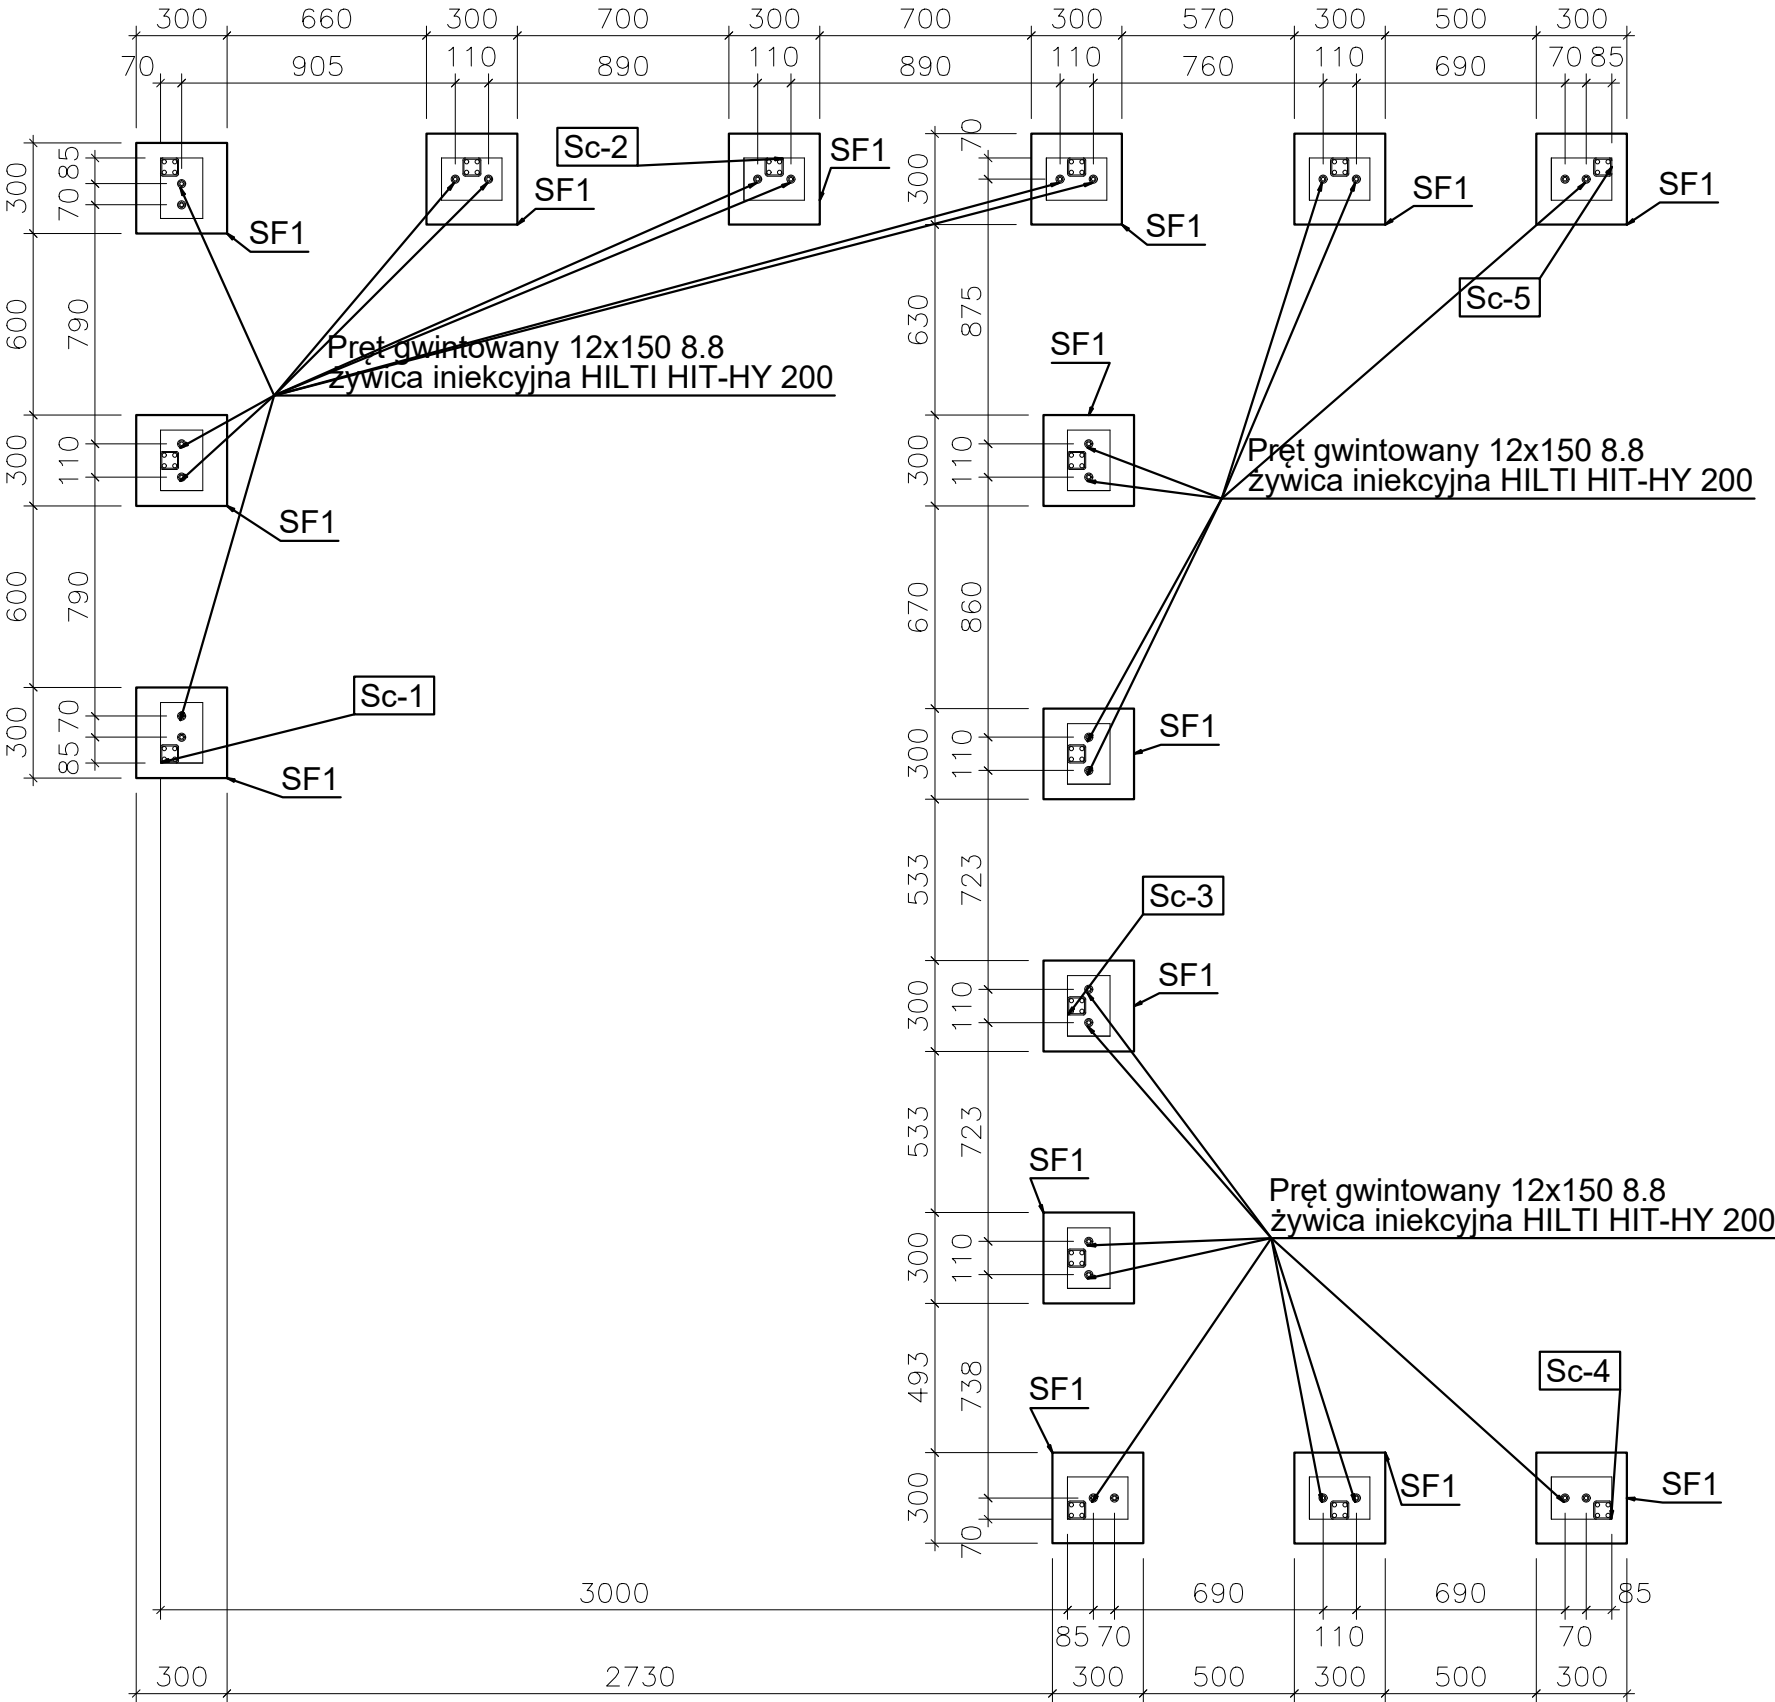 300 660 300 700 300 700 300 570 300 500 300
70 905 110 890 110 890 110 760 110 690 70 85
Sc-2
SF1
SF1
SF1
SF1
SF1
SF1
300
85
70
300
70
Sc-5
600
790
630
875
SF1
Pręt gwintowany 12x150 8.8
żywica iniekcyjna HILTI HIT-HY 200
300
110
300
110
Pręt gwintowany 12x150 8.8
żywica iniekcyjna HILTI HIT-HY 200
SF1
600
790
670
860
Sc-1
300
70
85
SF1
300
110
SF1
533
723
Sc-3
300
110
SF1
533
723
SF1
Pręt gwintowany 12x150 8.8
żywica iniekcyjna HILTI HIT-HY 200
300
110
493
738
Sc-4
SF1
SF1
SF1
300
70
3000 690 690 85
85 70 110 70
300 2730 300 500 300 500 300